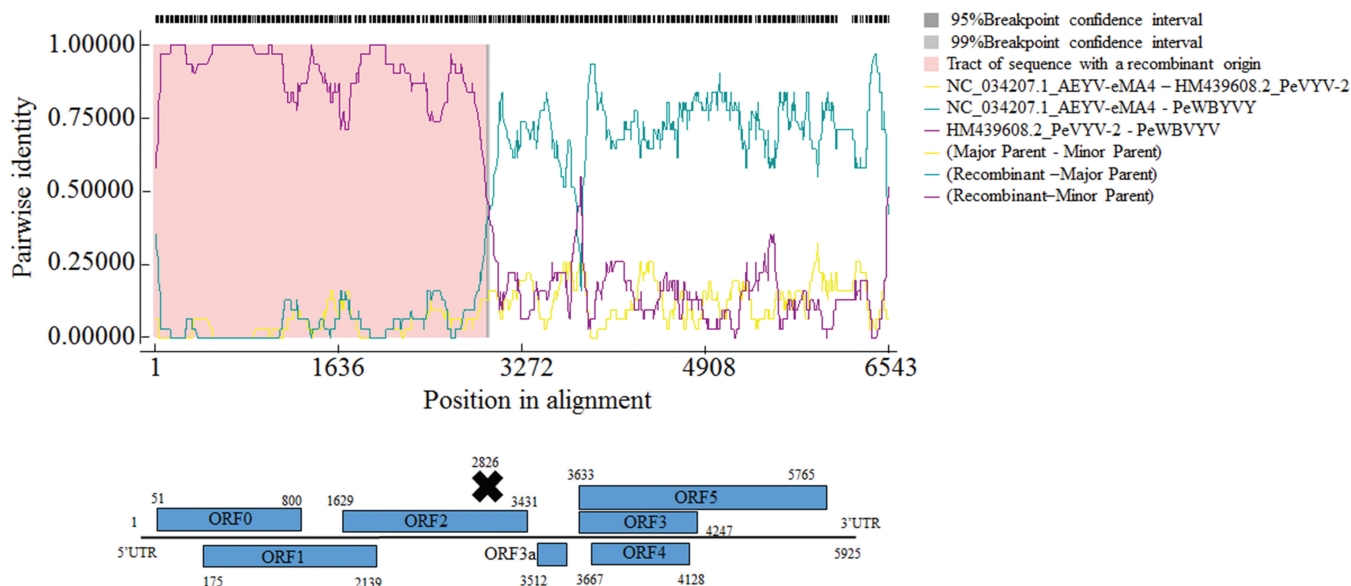 95%Breakpoint confidence interval
99%Breakpoint confidence interval
Tract of sequence with a recombinant origin
NC_034207.1_AEYV-eMA4 – HM439608.2_PeVYV-2
NC_034207.1_AEYV-eMA4 - PeWBYVY
HM439608.2_PeVYV-2 - PeWBVYV
(Major Parent - Minor Parent)
(Recombinant –Major Parent)
(Recombinant–Minor Parent)
Pairwise identity
1.00000
0.75000
0.50000
0.25000
0.00000
1 1636 3272 4908 6543
Position in alignment
2826
3633 5765
51 800 1629 3431
ORF5
ORF0 ORF2 ORF3
1 4247 3'UTR
5'UTR ORF1 ORF3a ORF4 5925
175 2139 3512 3667 4128